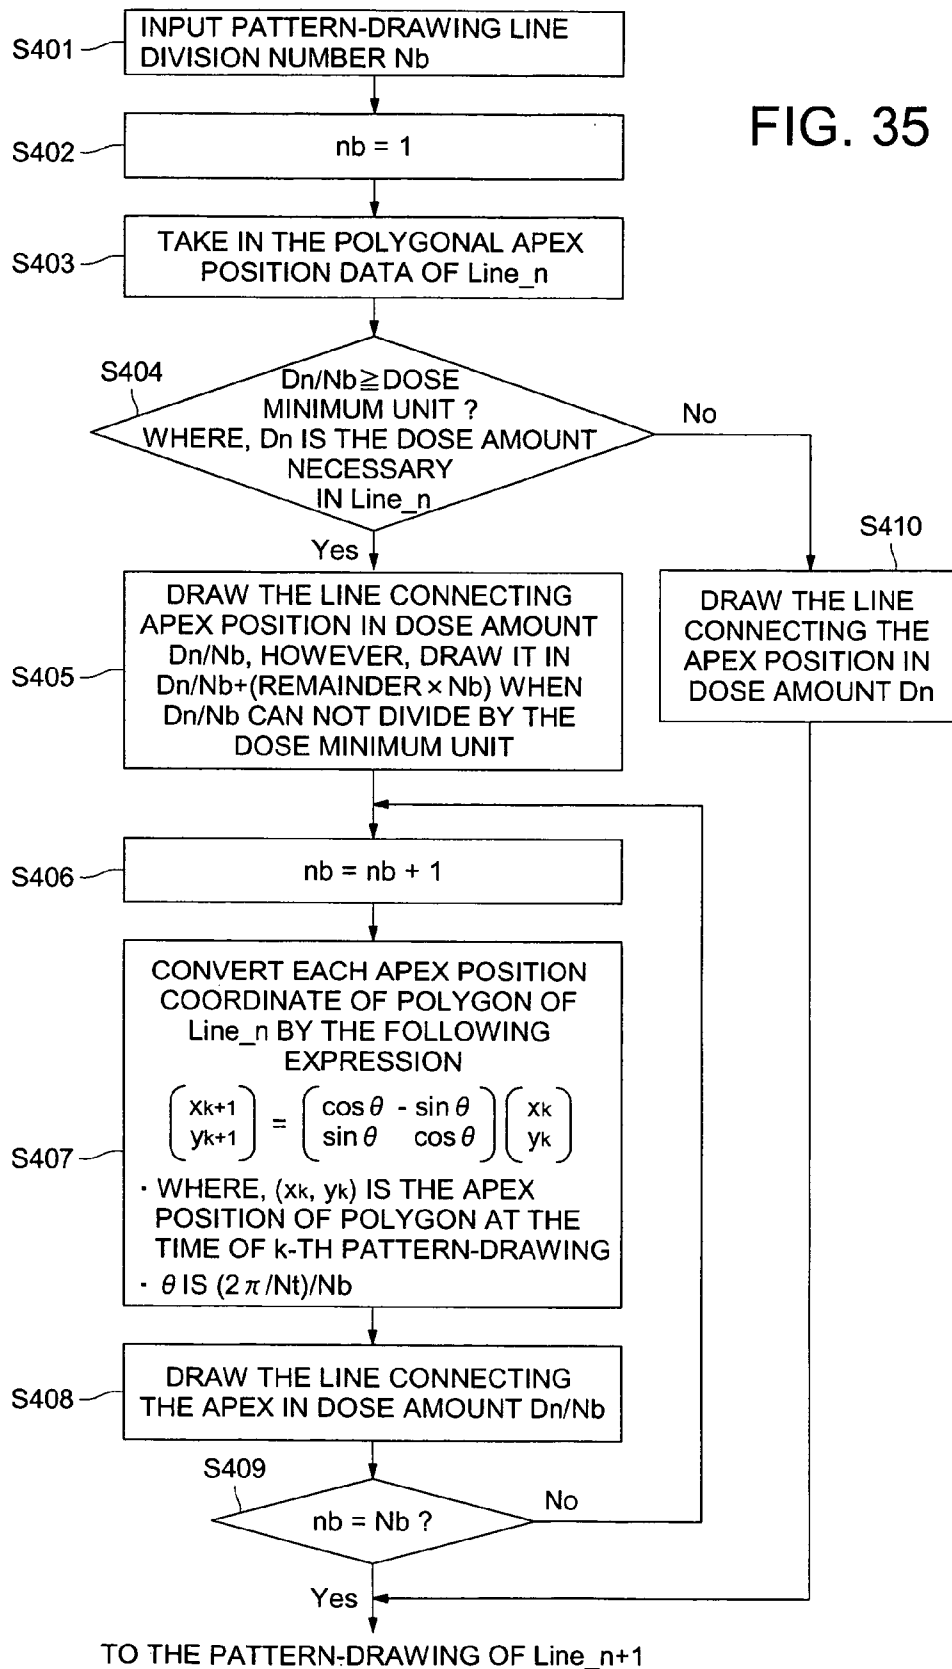 FIG. 35
S401
INPUT PATTERN-DRAWING LINE
DIVISION NUMBER Nb
S402
nb = 1
S403
TAKE IN THE POLYGONAL APEX
POSITION DATA OF Line_n
S404
Dn/Nb≧DOSE
MINIMUM UNIT ?
WHERE, Dn IS THE DOSE AMOUNT
NECESSARY
IN Line_n
No
Yes
S410
DRAW THE LINE
CONNECTING THE
APEX POSITION IN
DOSE AMOUNT Dn
S405
DRAW THE LINE CONNECTING
APEX POSITION IN DOSE AMOUNT
Dn/Nb, HOWEVER, DRAW IT IN
Dn/Nb+(REMAINDER × Nb) WHEN
Dn/Nb CAN NOT DIVIDE BY THE
DOSE MINIMUM UNIT
S406
nb = nb + 1
S407
CONVERT EACH APEX POSITION
COORDINATE OF POLYGON OF
Line_n BY THE FOLLOWING
EXPRESSION
(xk+1 yk+1) = (cos θ - sin θ sin θ cos θ) (xk yk)
· WHERE, (xk, yk) IS THE APEX
POSITION OF POLYGON AT THE
TIME OF k-TH PATTERN-DRAWING
· θ IS (2π/Nt)/Nb
S408
DRAW THE LINE CONNECTING
THE APEX IN DOSE AMOUNT Dn/Nb
S409
nb = Nb ?
No
Yes
TO THE PATTERN-DRAWING OF Line_n+1